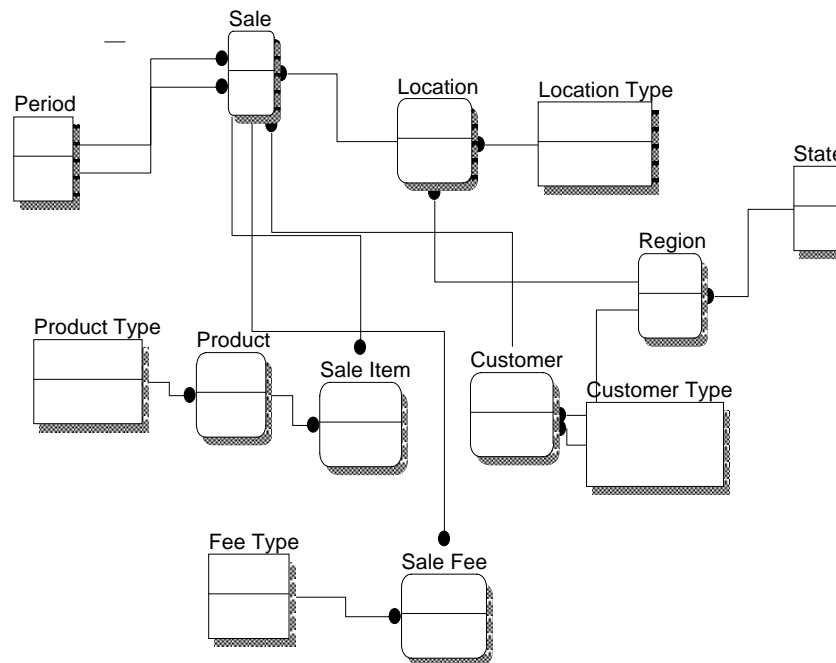 Sale
Location
Location Type
Period
State
Region
Product Type
Product
Sale Item
Customer
Customer Type
Fee Type
Sale Fee